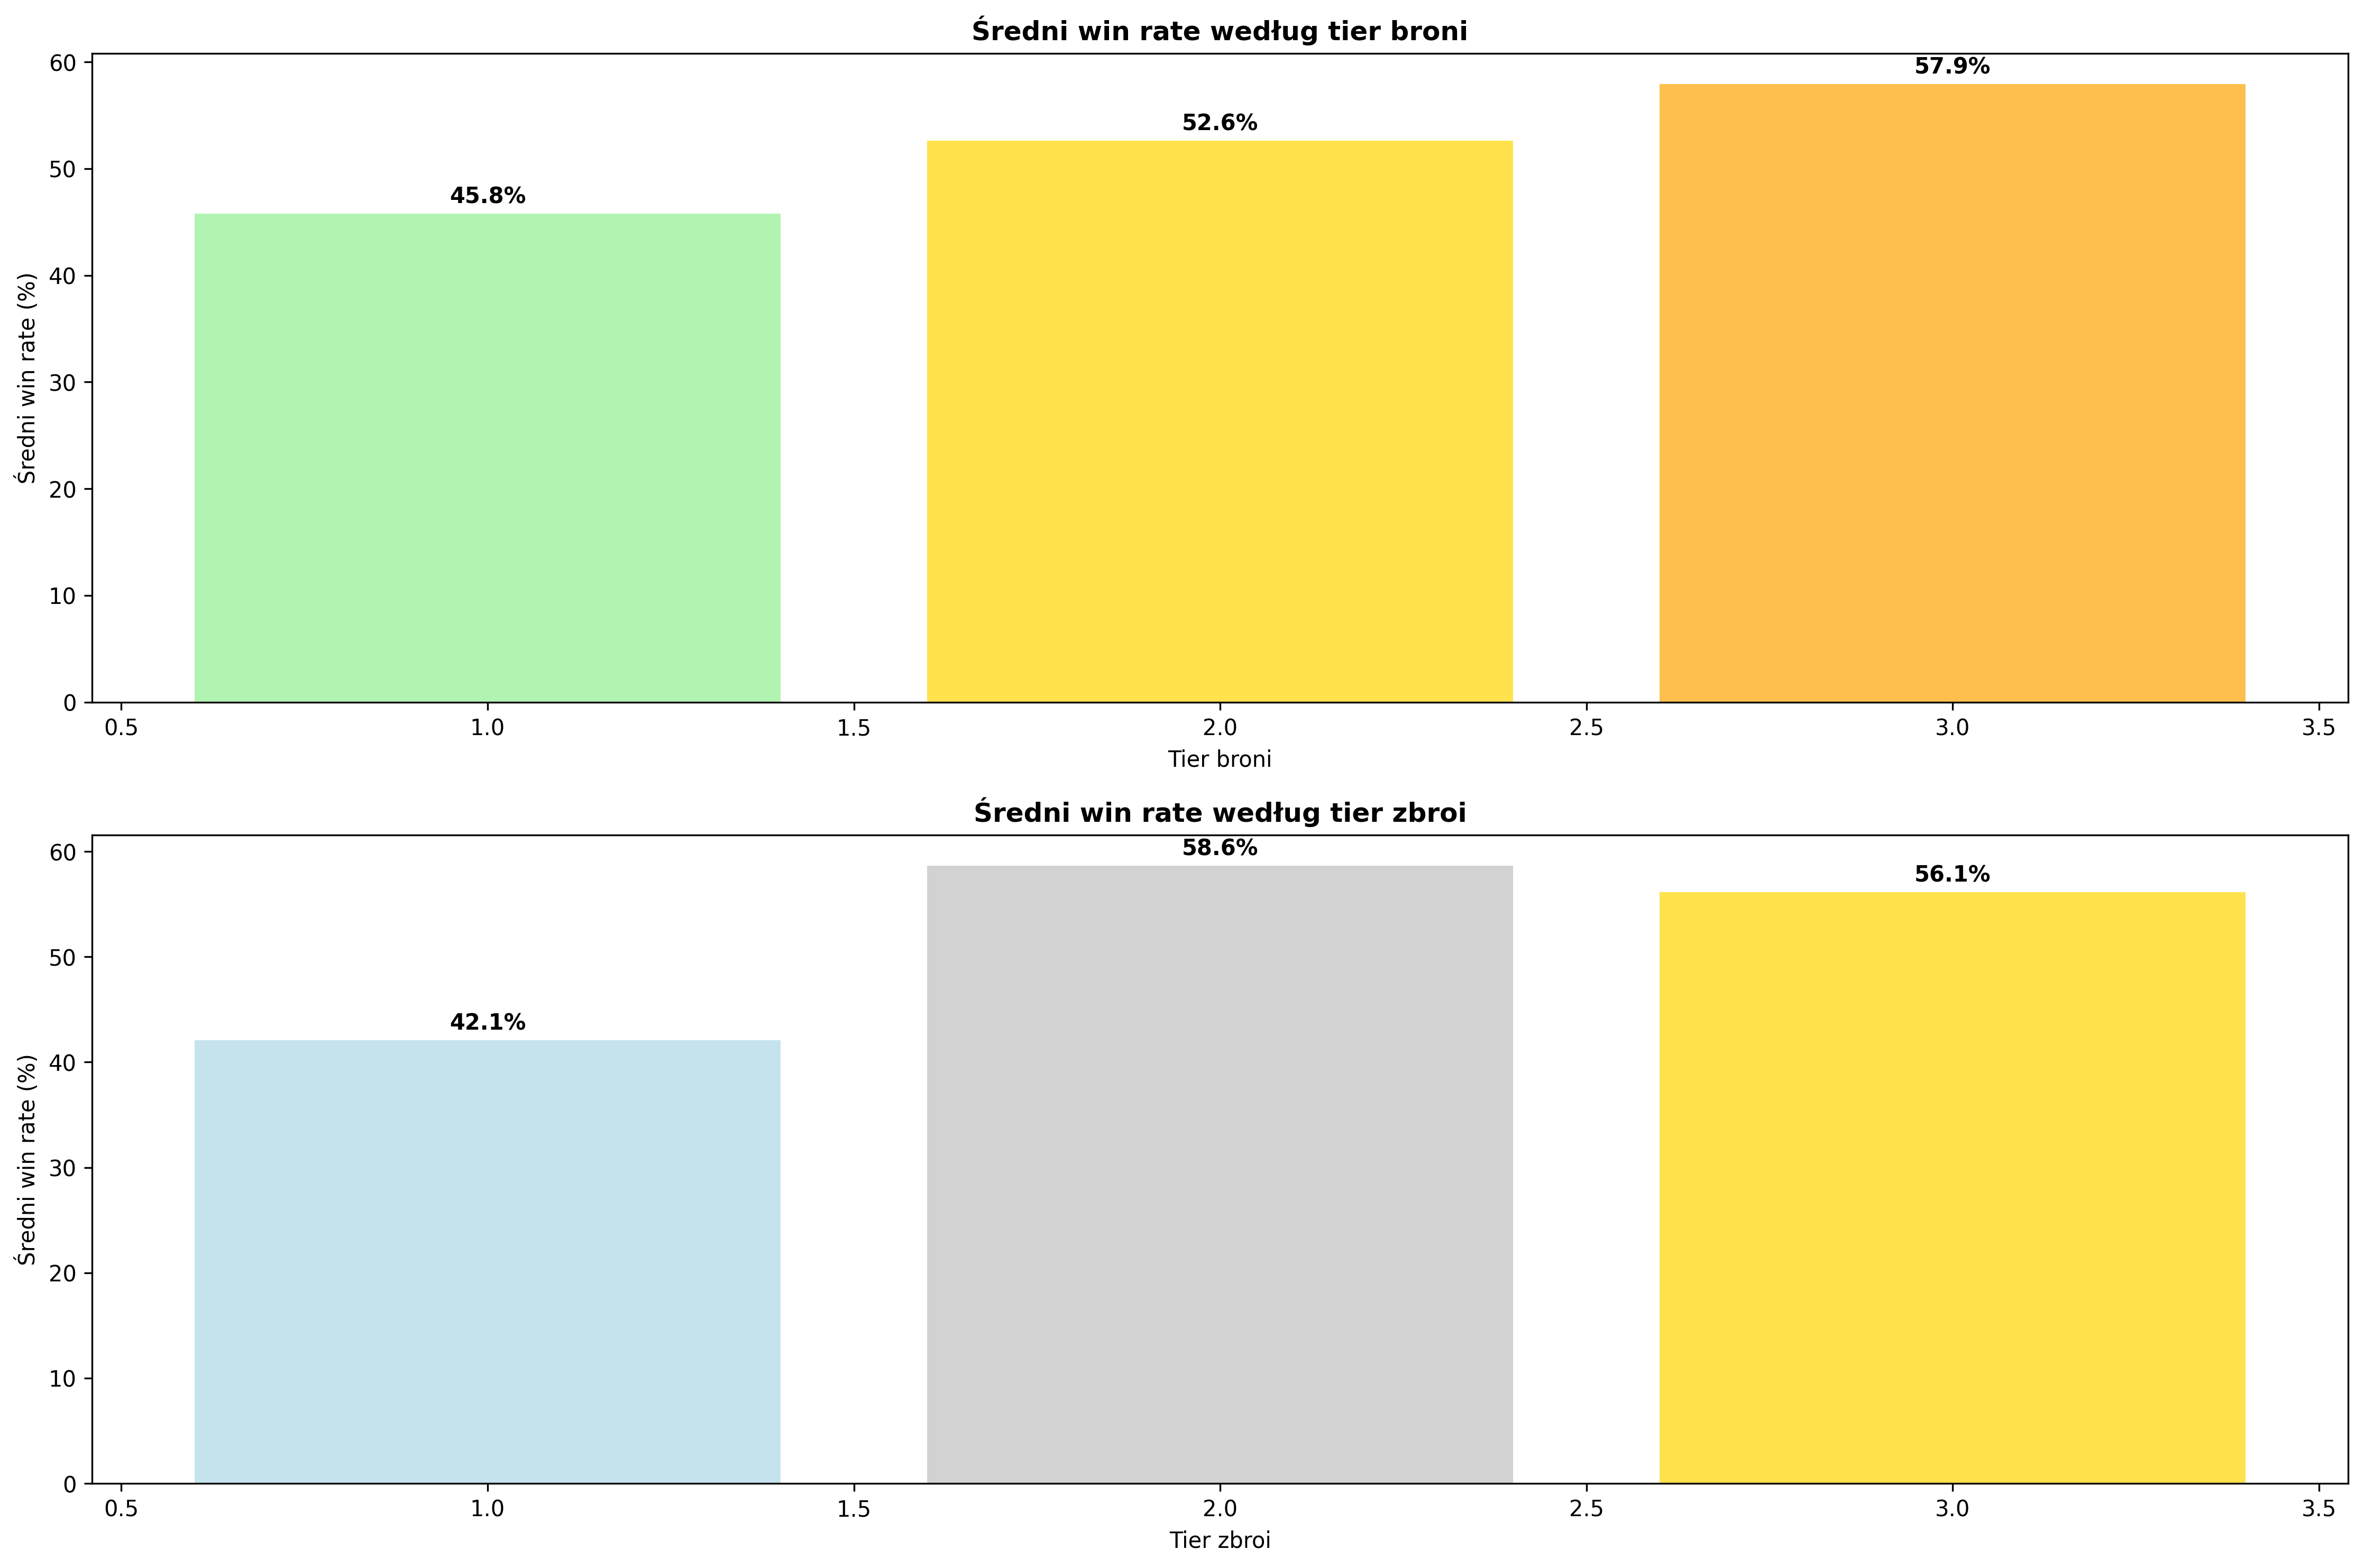 Średni win rate według tier broni
60
57.9%
52.6%
50
45.8%
40
Średni win rate (%)
30
20
10
0
0.5 1.0 1.5 2.0 2.5 3.0 3.5
Tier broni
Średni win rate według tier zbroi
60
58.6%
56.1%
50
42.1%
40
Średni win rate (%)
30
20
10
0
0.5 1.0 1.5 2.0 2.5 3.0 3.5
Tier zbroi